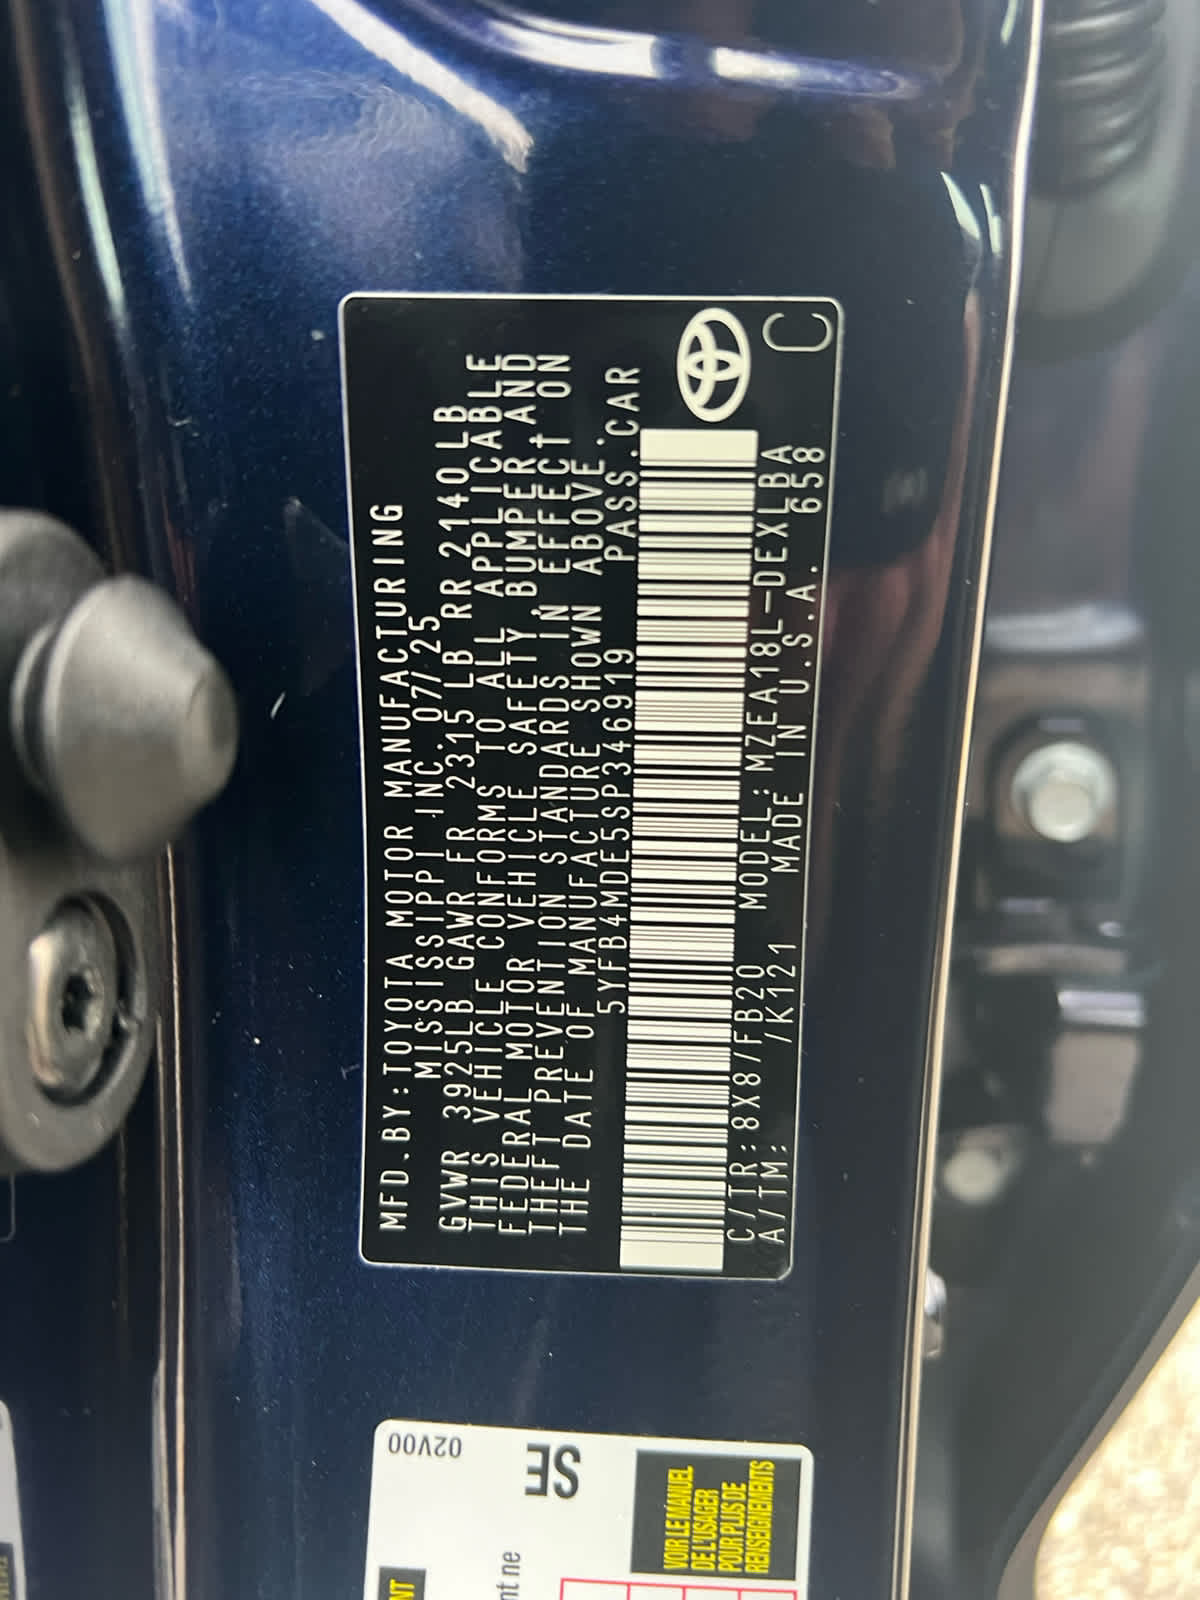 MFD.BY:TOYOTA MOTOR MANUFACTURING
MISSISSIPPI INC. 07/25
GVWR 3925LB GAWR FR 2315LB RR 2140LB
THIS VEHICLE CONFORMS TO ALL APPLICABLE
FEDERAL MOTOR VEHICLE SAFETY, BUMPER, AND
THEFT PREVENTION STANDARDS IN EFFECT ON
THE DATE OF MANUFACTURE SHOWN ABOVE.
5YFB4MDE5SP346919 PASS.CAR
C/TR:8X8/FB20 MODEL:MZEA18L-DEXLBA
A/TM: /K121 MADE IN U.S.A. 658
C
02V00
SE
VOIR LE MANUEL
DE L'USAGER
POUR PLUS DE
RENSEIGNEMENTS